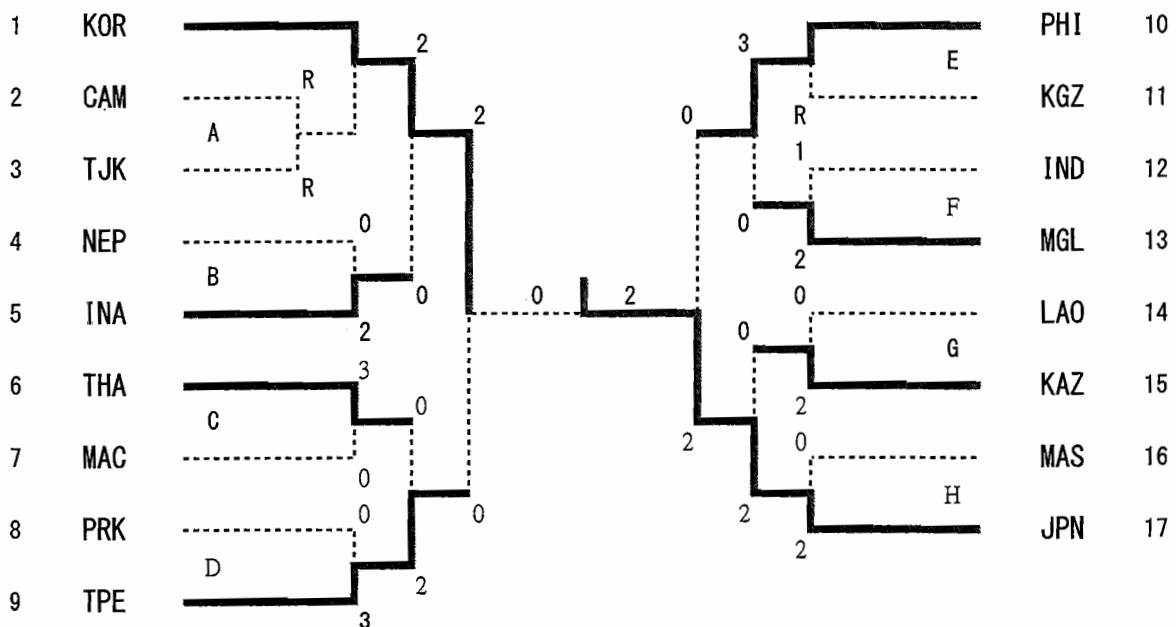 1 KOR 2 3 PHI 10
R E
2 CAM 2 0 R KGZ 11
A
1
3 TJK R IND 12
0 0 F
4 NEP 2 MGL 13
B 0 0
5 INA 0 2 LAO 14
2 0 G
3
6 THA 0 2 KAZ 15
C 2 0
7 MAC MAS 16
0 H
0 0 2
8 PRK 2 JPN 17
D 2
9 TPE 3